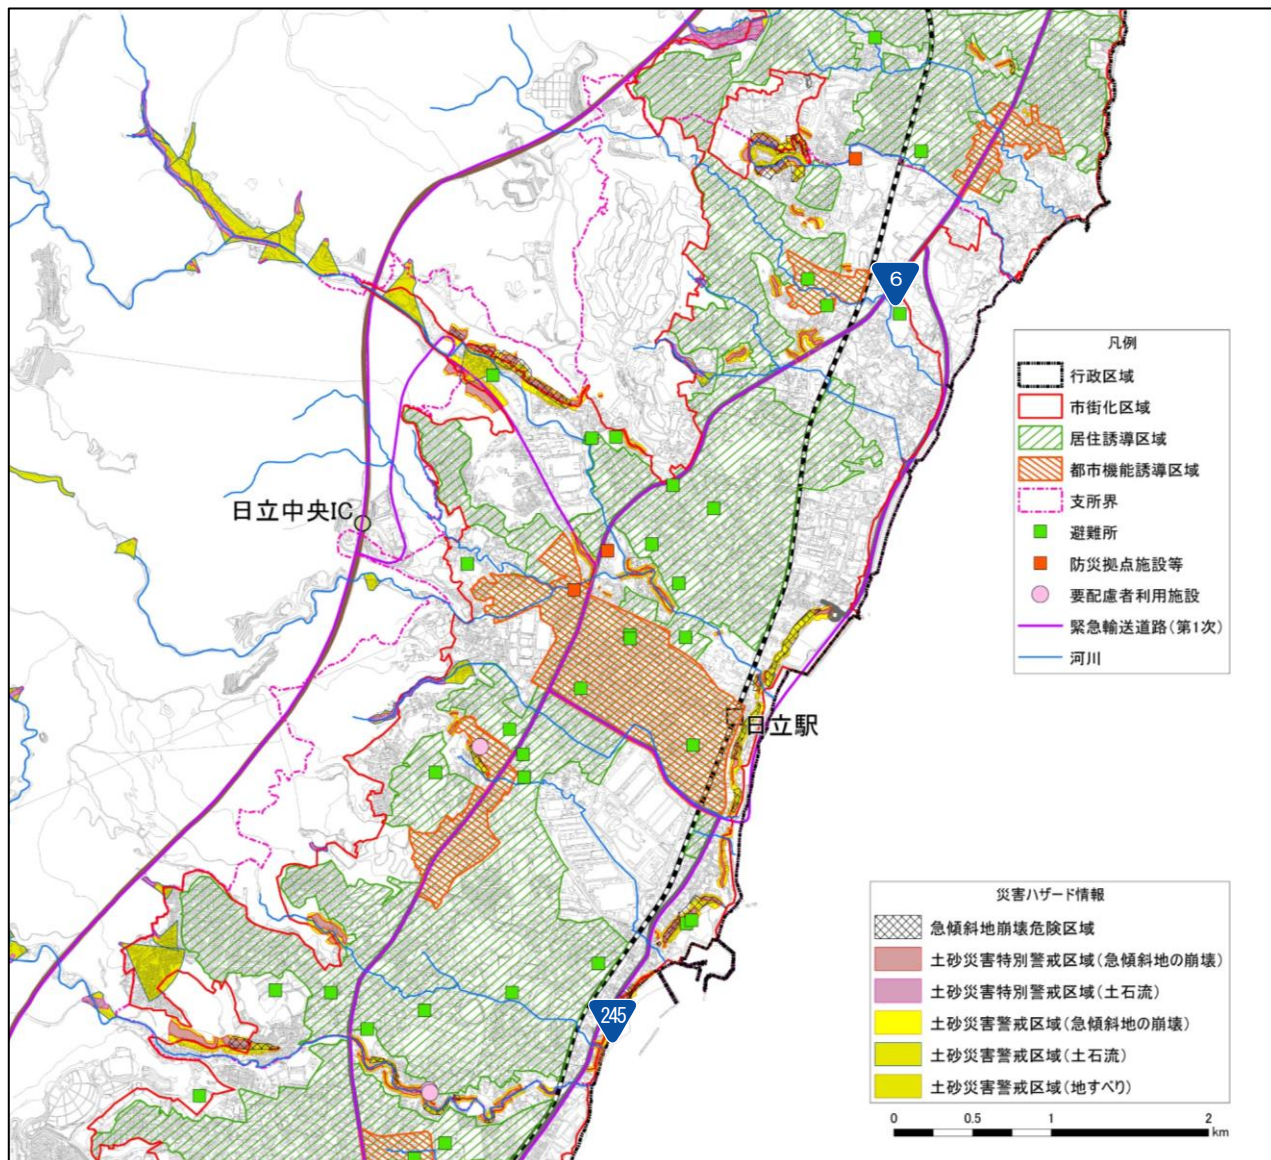 6
凡例
行政区域
市街化区域
居住誘導区域
都市機能誘導区域
支所界
避難所
防災拠点施設等
要配慮者利用施設
緊急輸送道路(第1次)
河川
日立中央IC
日立駅
災害ハザード情報
急傾斜地崩壊危険区域
土砂災害特別警戒区域(急傾斜地の崩壊)
土砂災害特別警戒区域(土石流)
土砂災害警戒区域(急傾斜地の崩壊)
土砂災害警戒区域(土石流)
土砂災害警戒区域(地すべり)
245
0 0.5 1 2
km